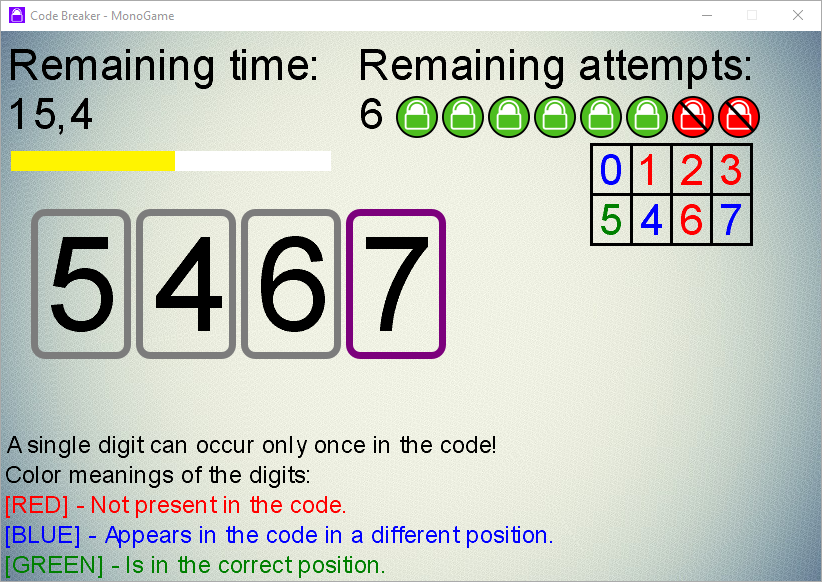 Code Breaker - MonoGame
Remaining time:
15,4
Remaining attempts:
6
0 1 2 3
5 4 6 7
5 4 6 7
A single digit can occur only once in the code!
Color meanings of the digits:
[RED] - Not present in the code.
[BLUE] - Appears in the code in a different position.
[GREEN] - Is in the correct position.